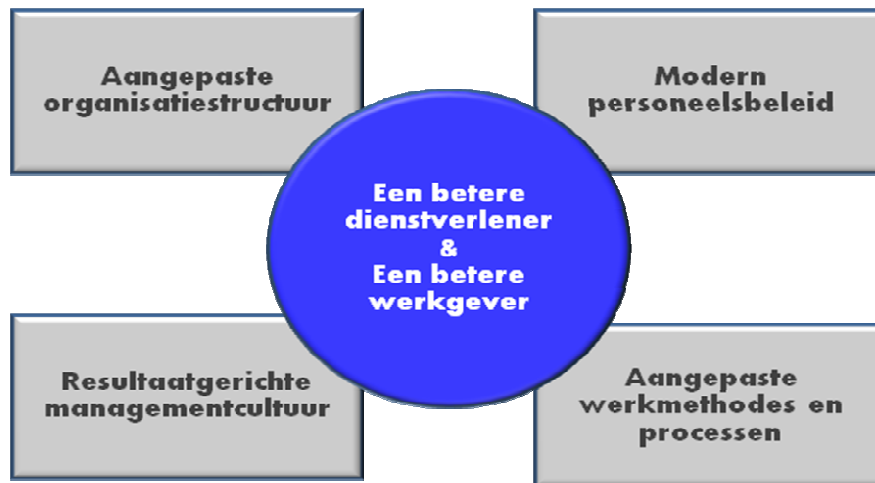 Aangepaste
organisatiestructuur
Modern
personeelsbeleid
Een betere
dienstverlener
&
Een betere
werkgever
Resultaatgerichte
managementcultuur
Aangepaste
werkmethodes en
processen